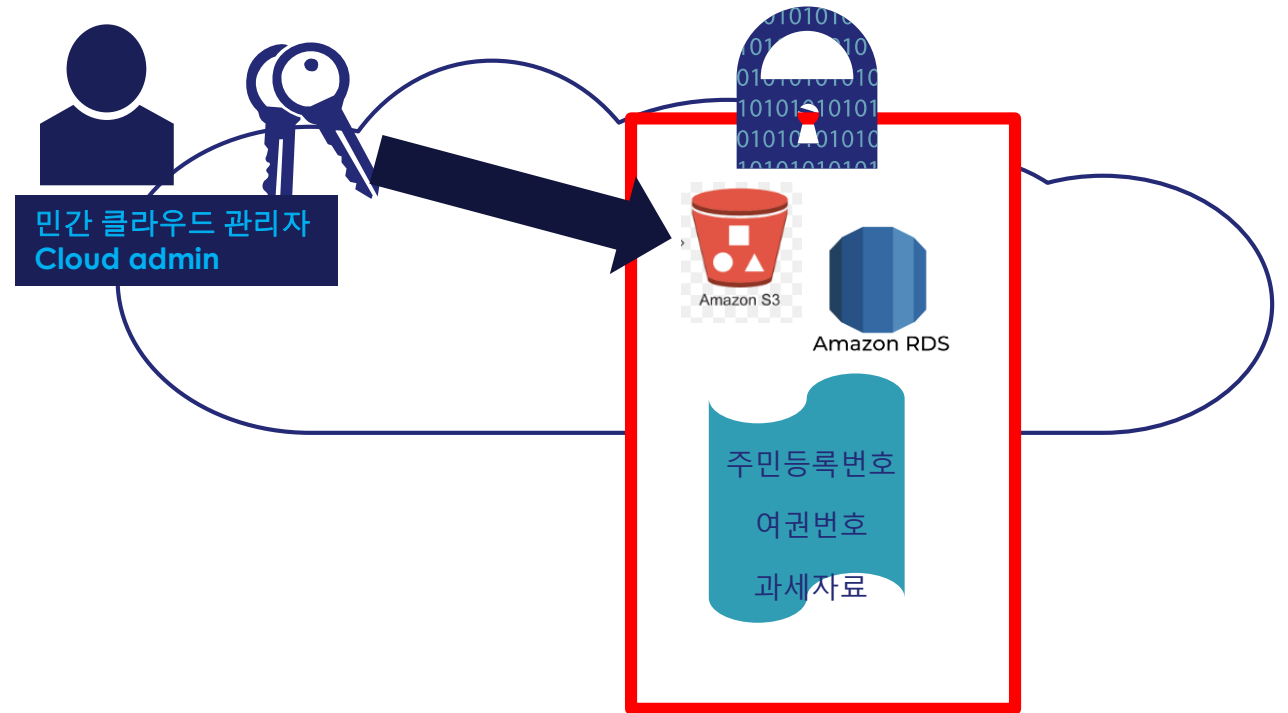 민간 클라우드 관리자
Cloud admin
10101
Amazon S3
Amazon RDS
주민등록번호
여권번호
과세자료